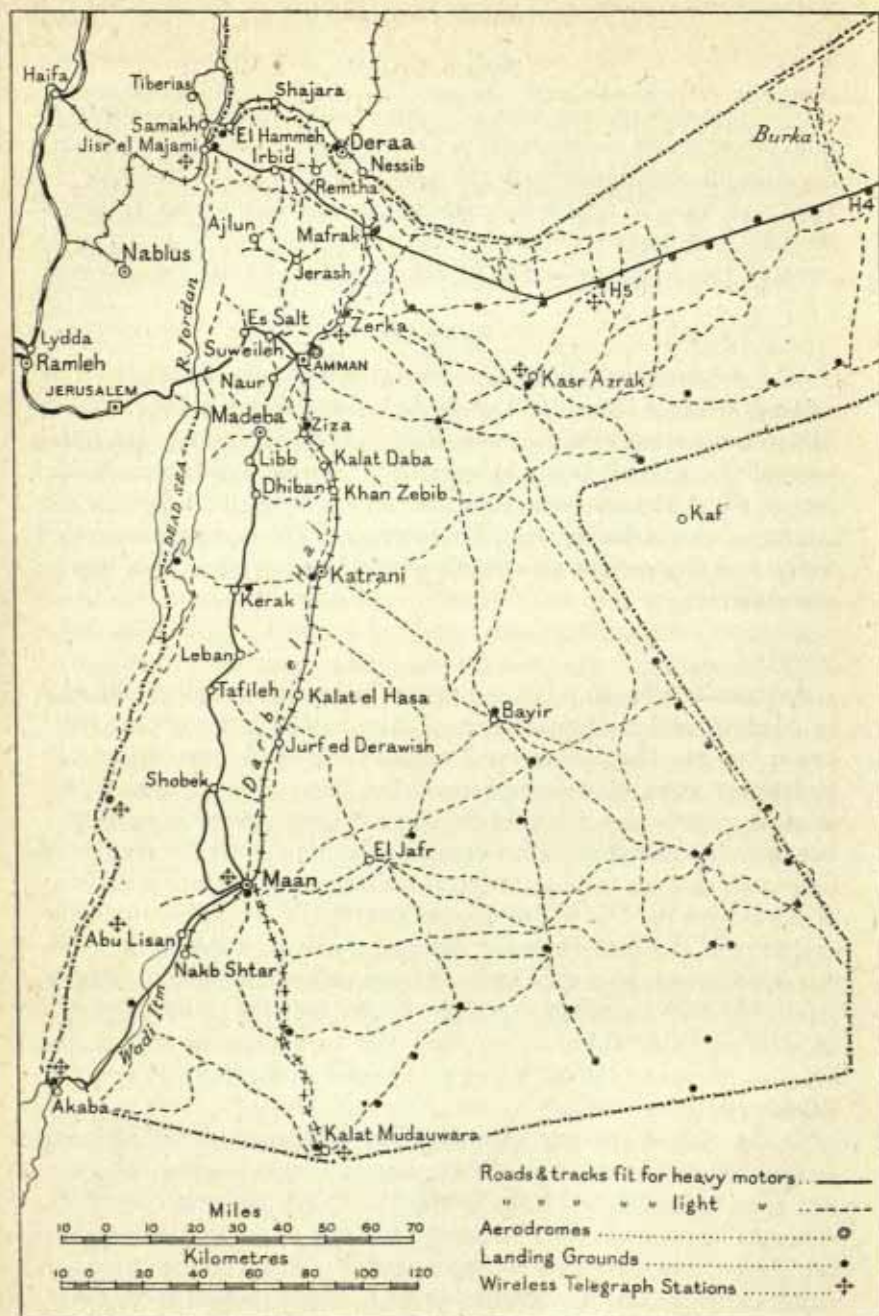 Haifa
Tiberias
Shajara
Samakh
El Hammeh
Deraa
Burka
Jisr el Majami
Irbid
Nessib
Remtha
H4
Ajlun
Mafrak
Nablus
Jerash
H5
R. Jordan
Es Salt
Zerka
Lydda
Suweileh
Ramleh
AMMAN
Kasr Azrak
JERUSALEM
Naur
Madeba
Ziza
Libb
Kalat Daba
DEAD SEA
Dhiban
Khan Zebib
Kaf
Katrani
Kerak
Darb el Haj
Leban
Tafileh
Kalat el Hasa
Bayir
Jurf ed Derawish
Shobek
El Jafr
Maan
Abu Lisan
Nakb Shtar
Wadi Itm
Akaba
Kalat Mudauwara
Roads & tracks fit for heavy motors
" " " " " light "
Aerodromes
Landing Grounds
Wireless Telegraph Stations
Miles
10 0 10 20 30 40 50 60 70
Kilometres
10 0 20 40 60 80 100 120